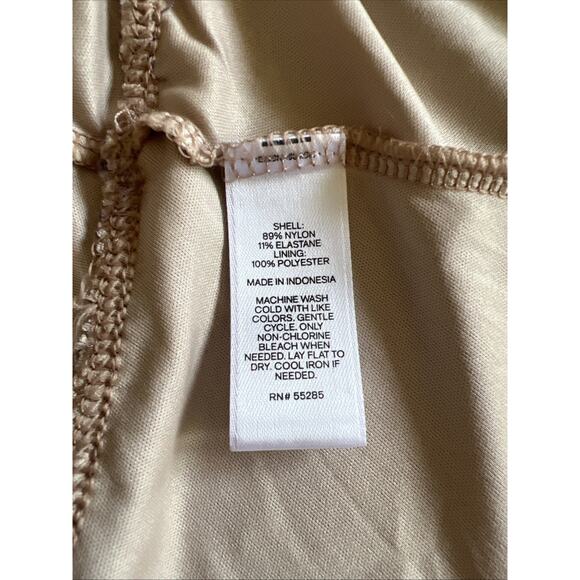 SHELL:
89% NYLON
11% ELASTANE
LINING:
100% POLYESTER
MADE IN INDONESIA
MACHINE WASH
COLD WITH LIKE
COLORS. GENTLE
CYCLE. ONLY
NON-CHLORINE
BLEACH WHEN
NEEDED. LAY FLAT TO
DRY. COOL IRON IF
NEEDED.
RN# 55285